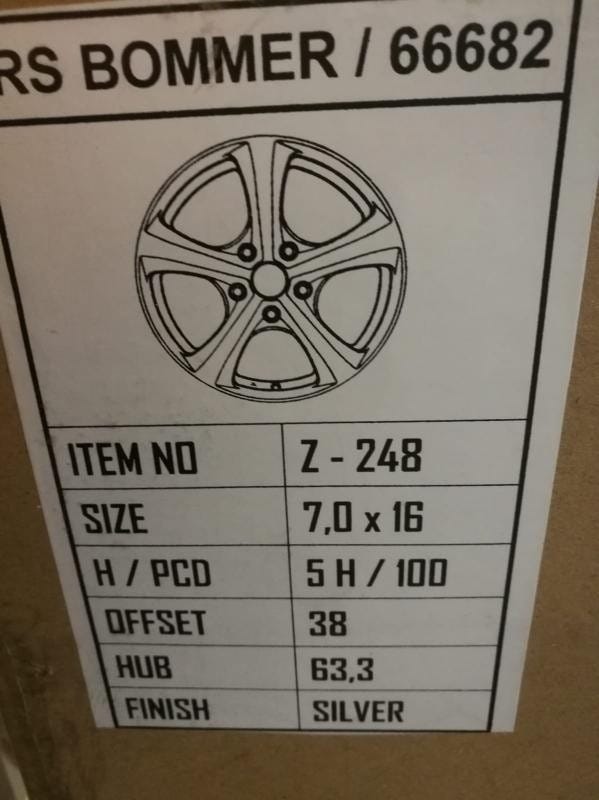 RS BOMMER / 66682
ITEM NO Z - 248
SIZE 7,0 x 16
H / PCD 5 H / 100
OFFSET 38
HUB 63,3
FINISH SILVER